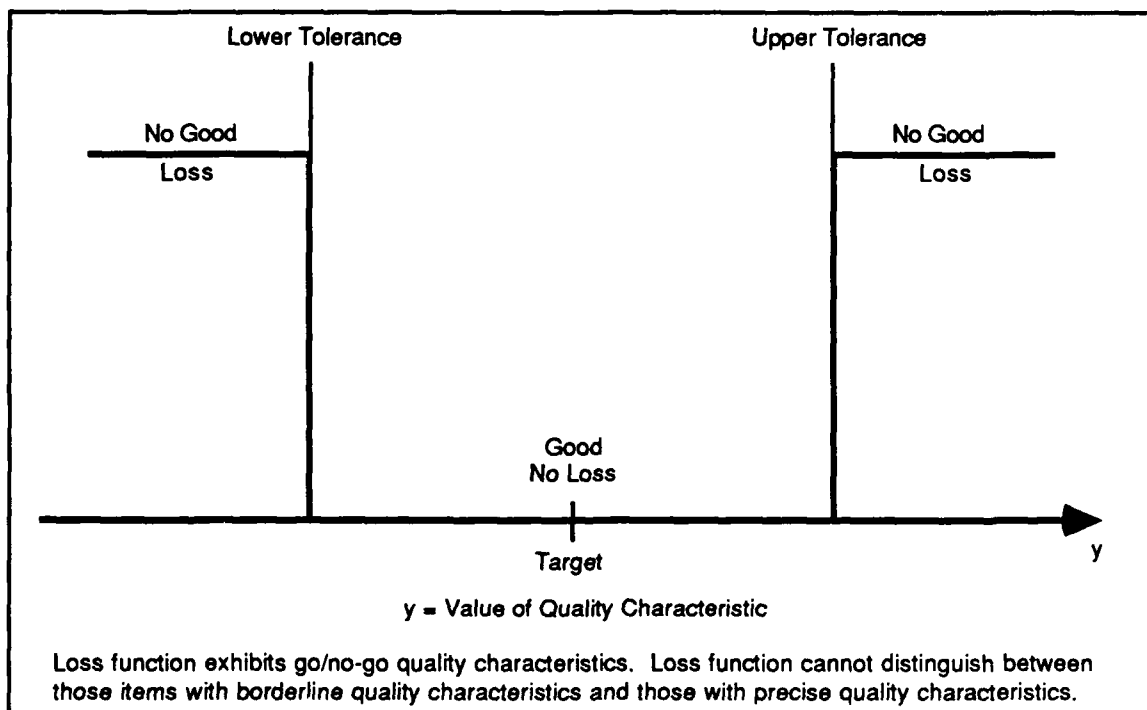 Lower Tolerance
Upper Tolerance
No Good
Loss
No Good
Loss
Good
No Loss
Target
y
y = Value of Quality Characteristic
Loss function exhibits go/no-go quality characteristics. Loss function cannot distinguish between
those items with borderline quality characteristics and those with precise quality characteristics.